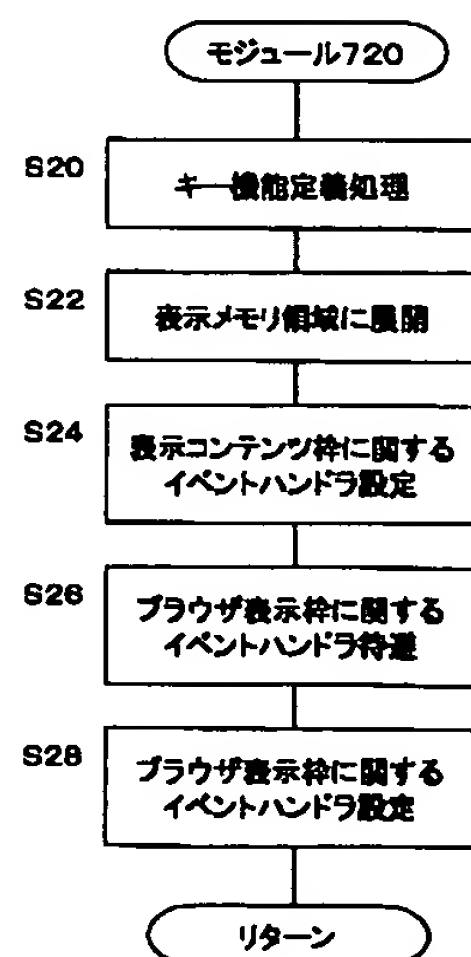 モジュール720
S20
キー機能定義処理
S22
表示メモリ領域に展開
S24
表示コンテンツ枠に関する
イベントハンドラ設定
S26
ブラウザ表示枠に関する
イベントハンドラ待避
S28
ブラウザ表示枠に関する
イベントハンドラ設定
リターン